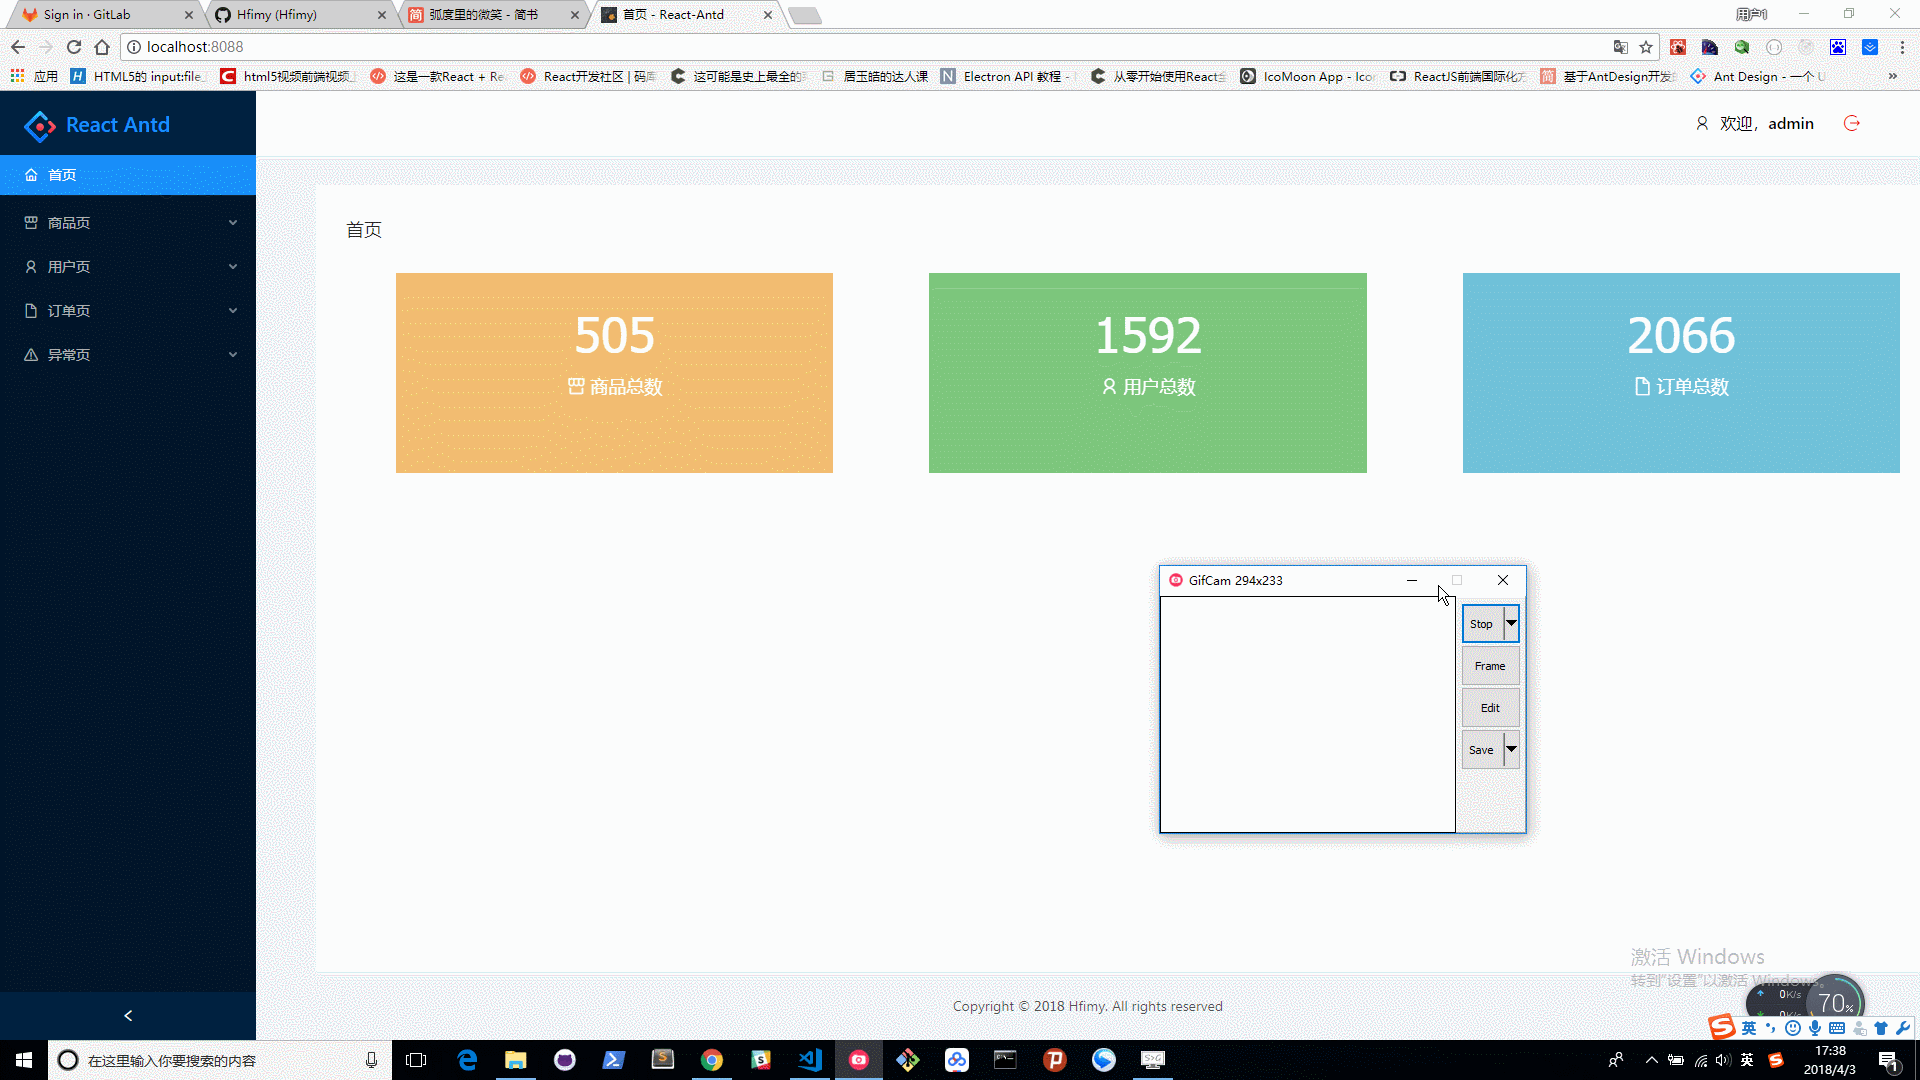 Sign in · GitLab
Hfimy (Hfimy)
弧度里的微笑 - 简书
首页 - React-Antd
用户1
localhost:8088
应用
HTML5的 input:file
html5视频前端视频
这是一款React + Re
React开发社区 | 码
这可能是史上最全的
居玉皓的达人课
Electron API 教程 -
从零开始使用React
IcoMoon App - Ico
ReactJS前端国际化
基于AntDesign开发
Ant Design - 一个 U
»
React Antd
欢迎，admin
首页
商品页
用户页
订单页
异常页
首页
505
商品总数
1592
用户总数
2066
订单总数
GifCam 294x233
Stop
Frame
Edit
Save
激活 Windows
转到"设置"以激活 Windows。
Copyright © 2018 Hfimy. All rights reserved
0K/s
70%
0K/s
英
在这里输入你要搜索的内容
英
17:38
2018/4/3
1